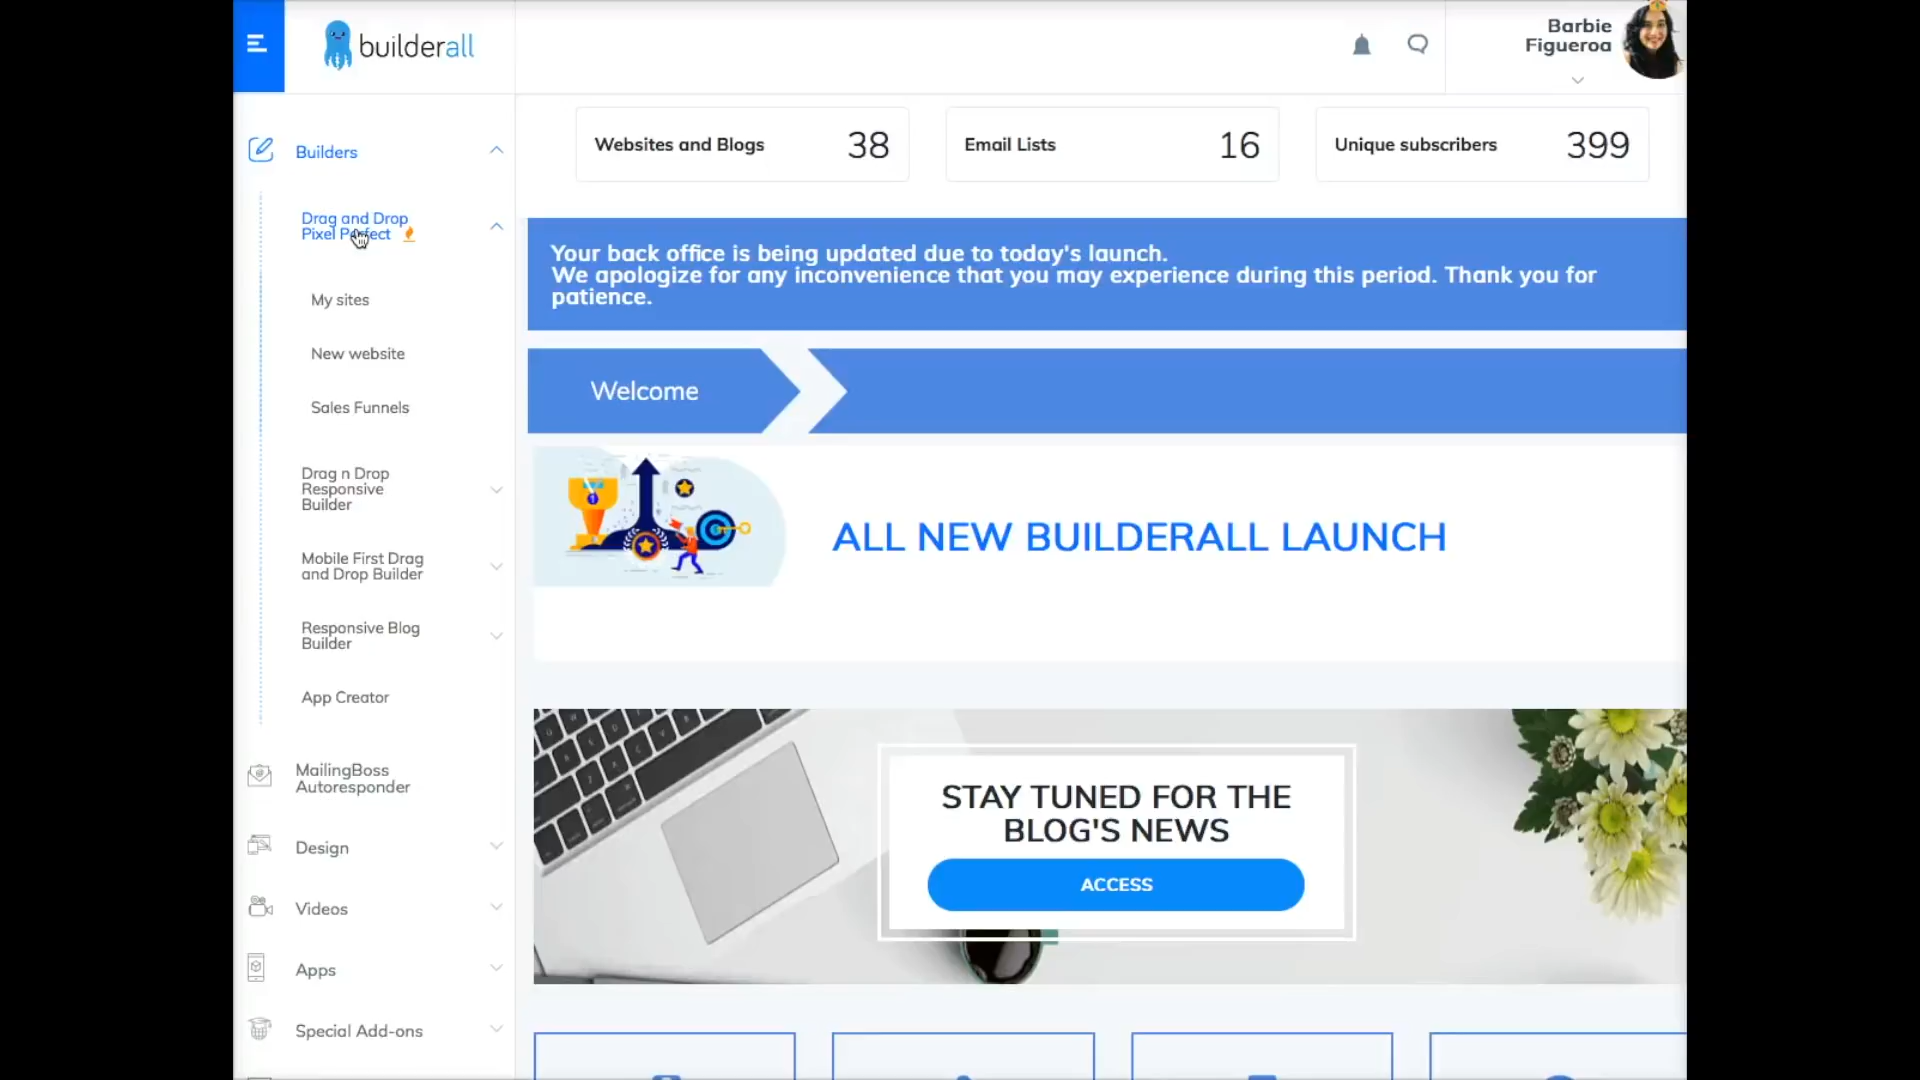 builderall
Barbie
Figueroa
Builders
Drag and Drop
Pixel Perfect
My sites
New website
Sales Funnels
Drag n Drop
Responsive
Builder
Mobile First Drag
and Drop Builder
Responsive Blog
Builder
App Creator
MailingBoss
Autoresponder
Design
Videos
Apps
Special Add-ons
Websites and Blogs 38
Email Lists 16
Unique subscribers 399
Your back office is being updated due to today's launch.
We apologize for any inconvenience that you may experience during this period. Thank you for
patience.
Welcome
ALL NEW BUILDERALL LAUNCH
STAY TUNED FOR THE
BLOG'S NEWS
ACCESS